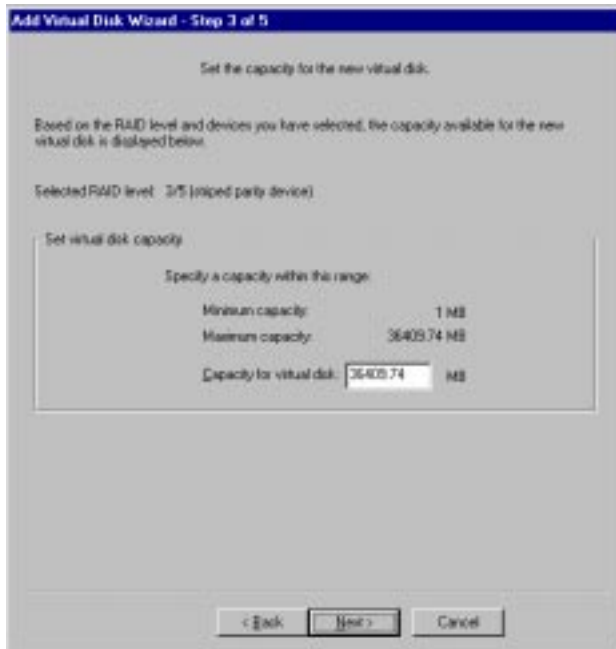 Add Virtual Disk Wizard - Step 3 of 5
Set the capacity for the new virtual disk.
Based on the RAID level and devices you have selected, the capacity available for the new
virtual disk is displayed below.
Selected RAID level: 3/5 (striped parity device)
Set virtual disk capacity
Specify a capacity within this range:
Minimum capacity: 1 MB
Maximum capacity: 36409.74 MB
Capacity for virtual disk: 36409.74 MB
< Back Next > Cancel